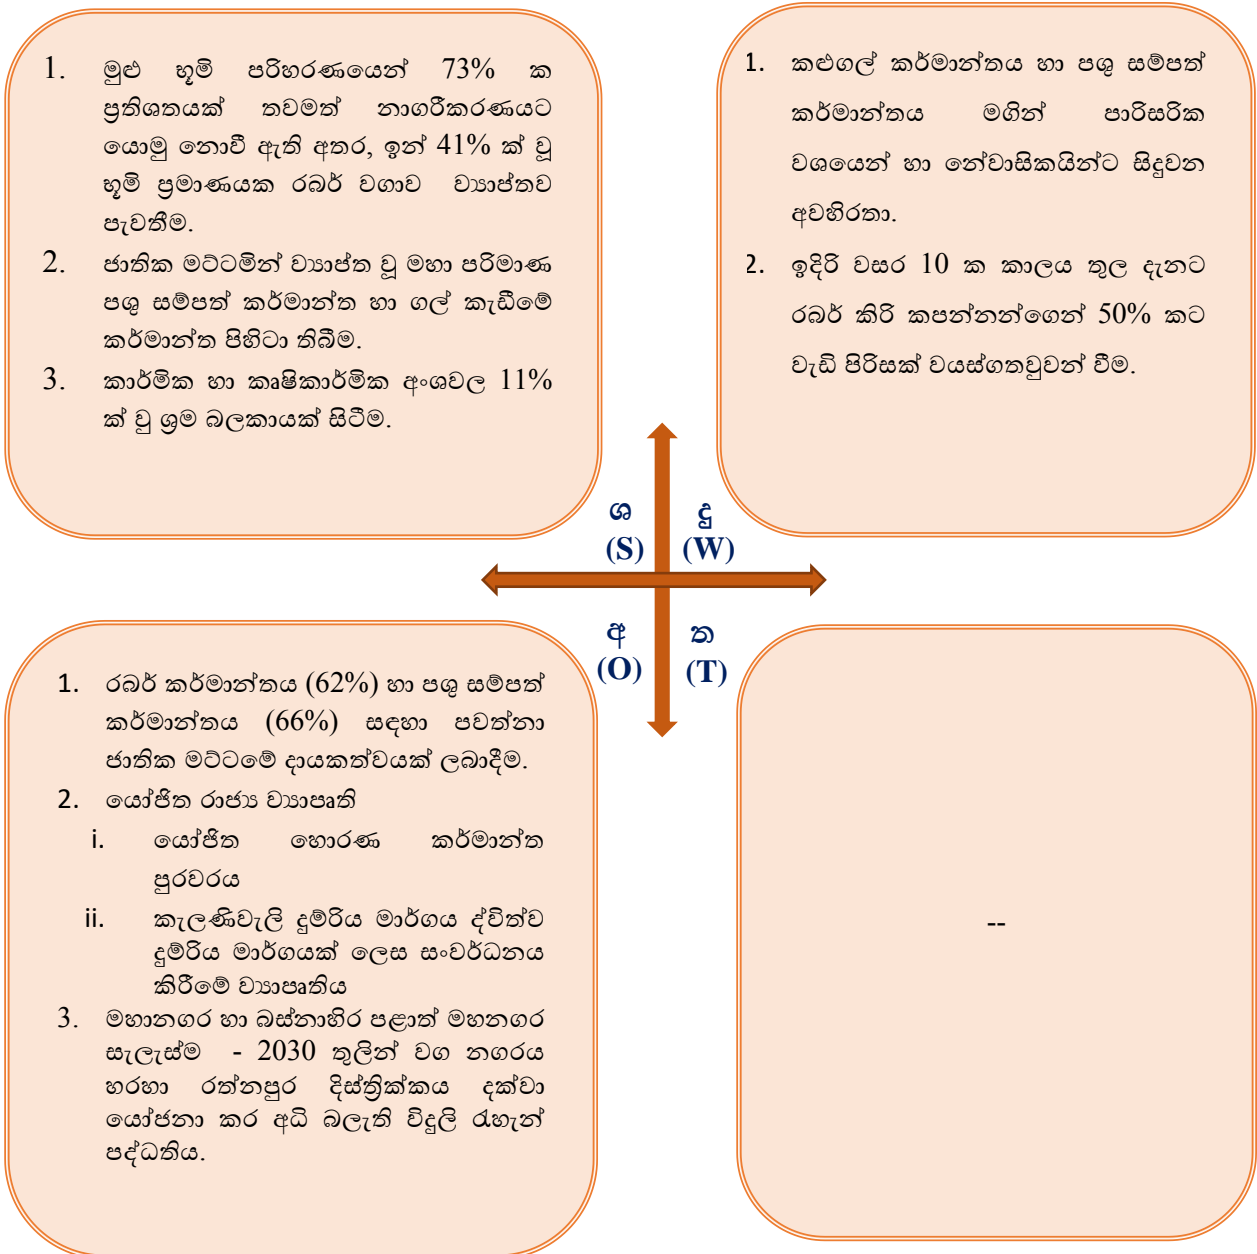 1. මුළු භූමි පරිහරණයෙන් 73% ක
ප්‍රතිශතයක් තවමත් නාගරීකරණයට
යොමු නොවී ඇති අතර, ඉන් 41% ක් වූ
භූමි ප්‍රමාණයක රබර් වගාව ව්‍යාප්තව
පැවතීම.
2. ජාතික මට්ටමින් ව්‍යාප්ත වූ මහා පරිමාණ
පශු සම්පත් කර්මාන්ත හා ගල් කැඩීමේ
කර්මාන්ත පිහිටා තිබීම.
3. කාර්මික හා කෘෂිකාර්මික අංශවල 11%
ක් වු ශ්‍රම බලකායක් සිටීම.
1. කළුගල් කර්මාන්තය හා පශු සම්පත්
කර්මාන්තය මගින් පාරිසරික
වශයෙන් හා නේවාසිකයින්ට සිදුවන
අවහිරතා.
2. ඉදිරි වසර 10 ක කාලය තුල දැනට
රබර් කිරි කපන්නන්ගෙන් 50% කට
වැඩි පිරිසක් වයස්ගතවූවන් වීම.
ශ
(S)
දු
(W)
අ
(O)
ත
(T)
1. රබර් කර්මාන්තය (62%) හා පශු සම්පත්
කර්මාන්තය (66%) සඳහා පවත්නා
ජාතික මට්ටමේ දායකත්වයක් ලබාදීම.
2. යෝජිත රාජ්‍ය ව්‍යාපෘති
i. යෝජිත හොරණ කර්මාන්ත
පුරවරය
ii. කැලණිවැලි දුම්රිය මාර්ගය ද්විත්ව
දුම්රිය මාර්ගයක් ලෙස සංවර්ධනය
කිරීමේ ව්‍යාපෘතිය
3. මහානගර හා බස්නාහිර පළාත් මහනගර
සැලැස්ම - 2030 තුලින් වග නගරය
හරහා රත්නපුර දිස්ත්‍රික්කය දක්වා
යෝජනා කර අධි බලැති විදුලි රැහැන්
පද්ධතිය.
--